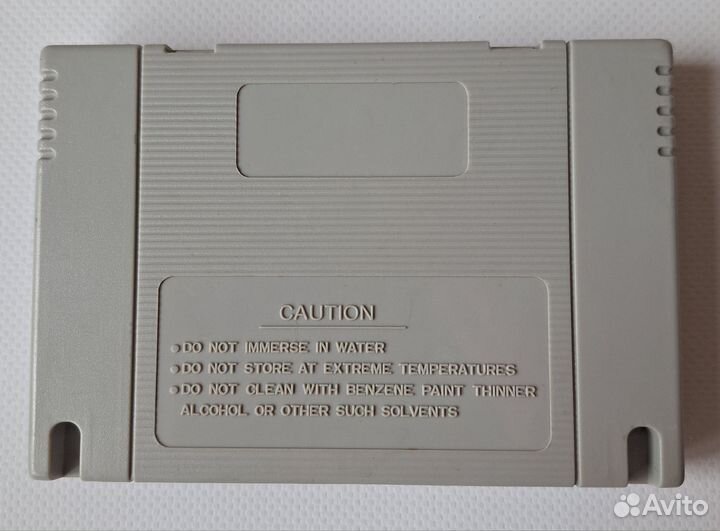 CAUTION
•DO NOT IMMERSE IN WATER
•DO NOT STORE AT EXTREME TEMPERATURES
•DO NOT CLEAN WITH BENZENE, PAINT THINNER
ALCOHOL OR OTHER SUCH SOLVENTS
Avito